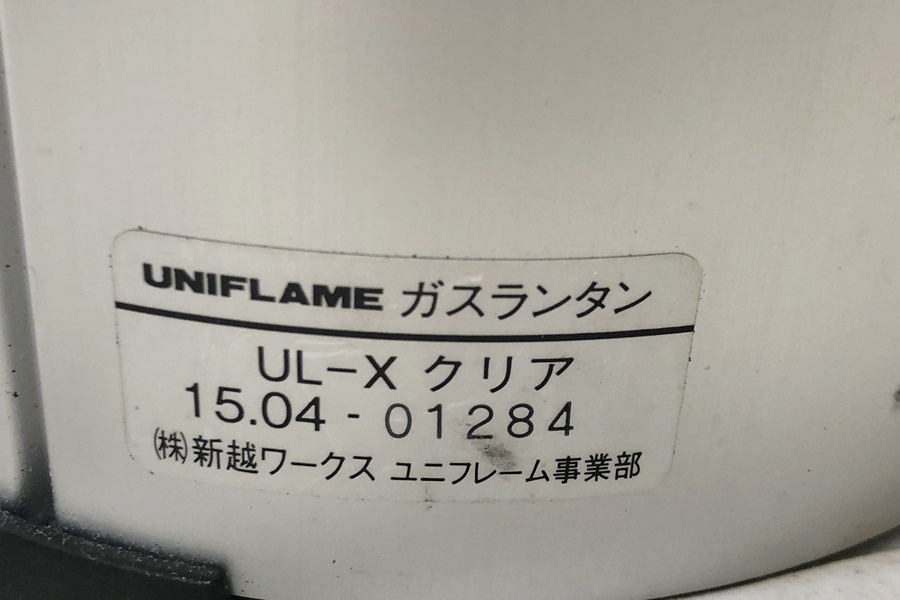 UNIFLAME ガスランタン
UL-X クリア
15.04 - 01284
(株)新越ワークス ユニフレーム事業部